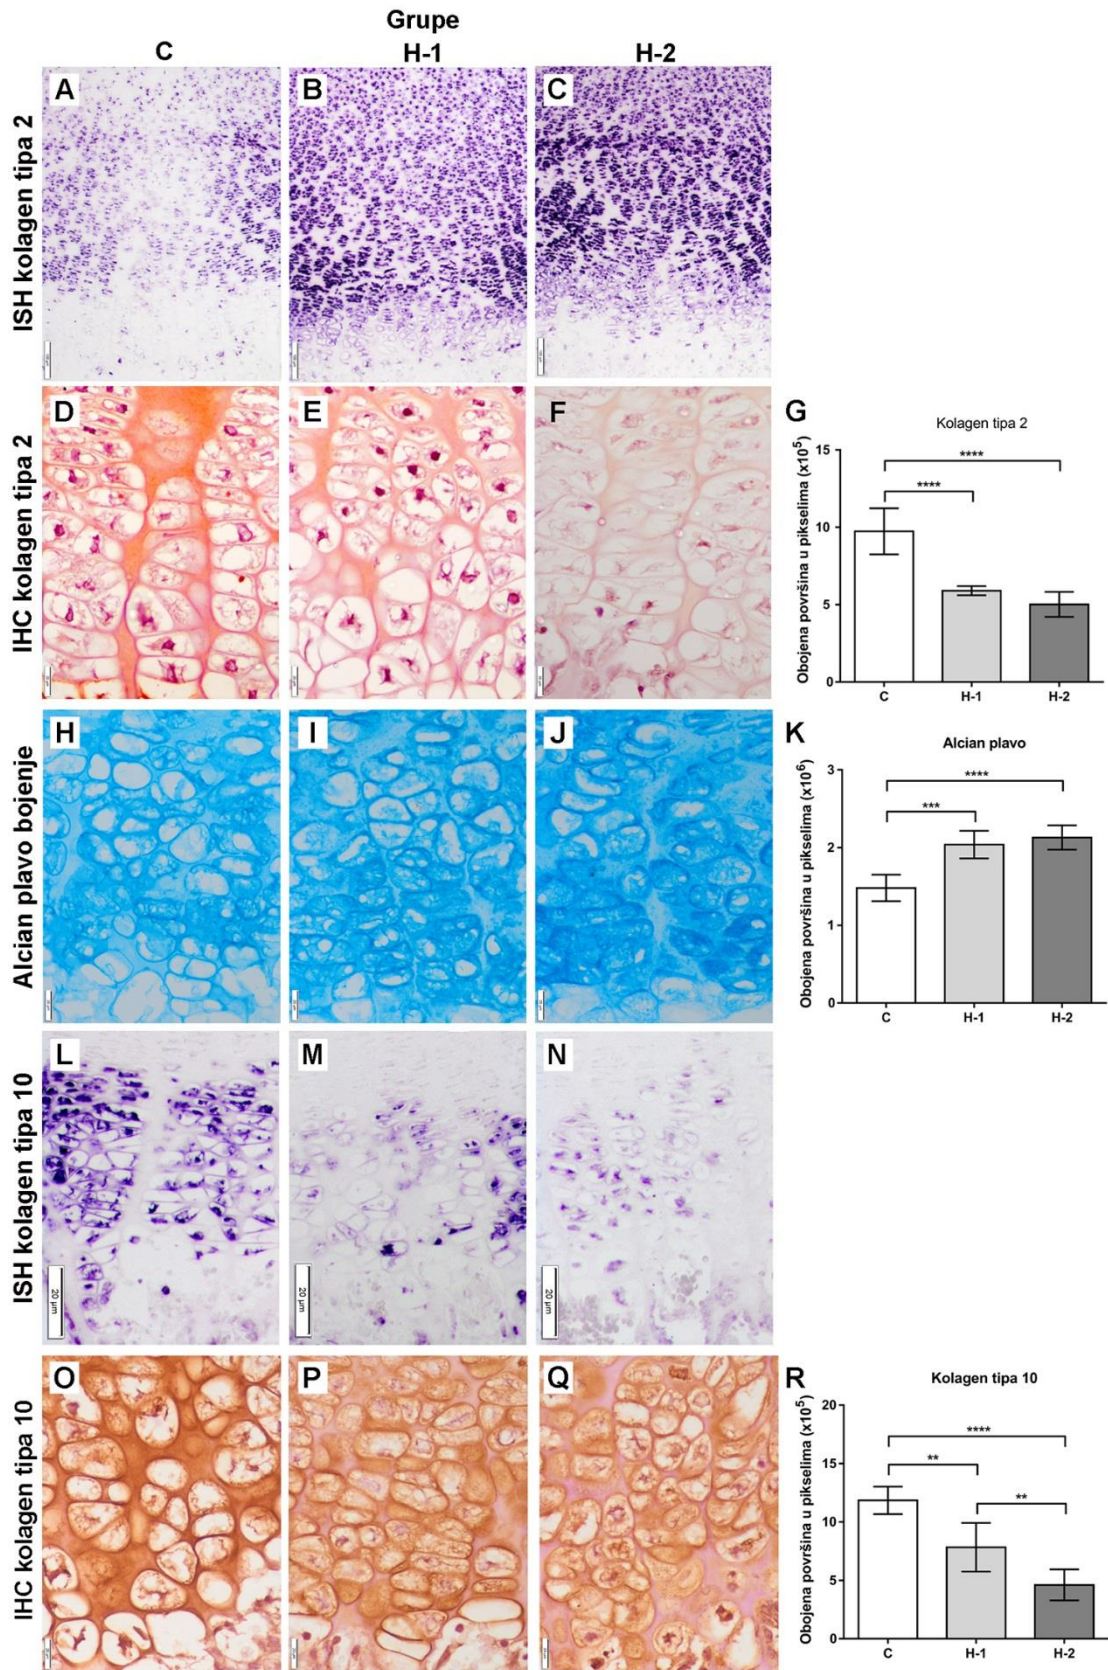 Grupe
C
H-1
H-2
ISH kolagen tipa 2
A
B
C
IHC kolagen tipa 2
D
E
F
G
Kolagen tipa 2
Obojena površina u pikselima (x10⁵)
15
10
5
0
****
****
C
H-1
H-2
Alcian plavo bojenje
H
I
J
K
Alcian plavo
Obojena površina u pikselima (x10⁶)
3
2
1
0
****
***
C
H-1
H-2
ISH kolagen tipa 10
L
M
N
20 µm
20 µm
20 µm
IHC kolagen tipa 10
O
P
Q
R
Kolagen tipa 10
Obojena površina u pikselima (x10⁵)
20
15
10
5
0
****
**
**
C
H-1
H-2